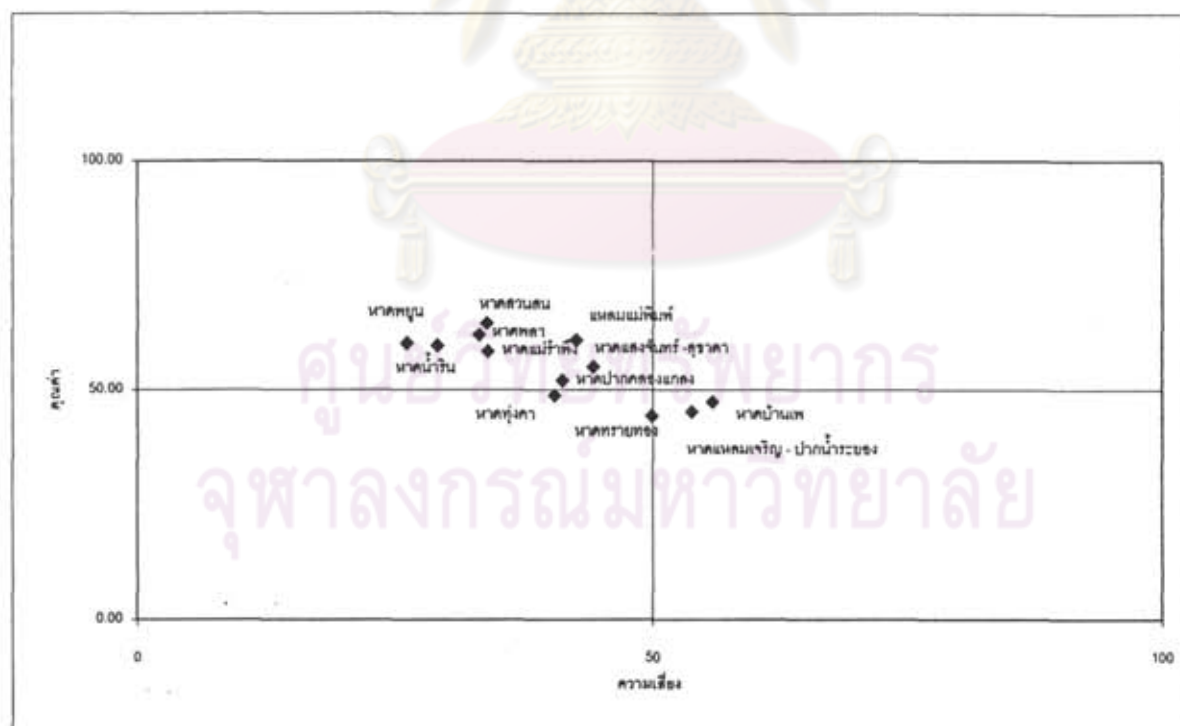 100.00
หาดพยูน
หาดสวนสน
แหลมแม่พิมพ์
หาดพลา
หาดน้ำริน
หาดแม่รำพึง
หาดแสงจันทร์ -สุชาดา
50.00
หาดปากคลองแกลง
คุณค่า
หาดทุ่งคา
หาดทรายทอง
หาดบ้านเพ
หาดแหลมเจริญ - ปากน้ำระยอง
ศูนย์วิทยทรัพยากร
จุฬาลงกรณ์มหาวิทยาลัย
0.00
0
50
100
ความเสี่ยง